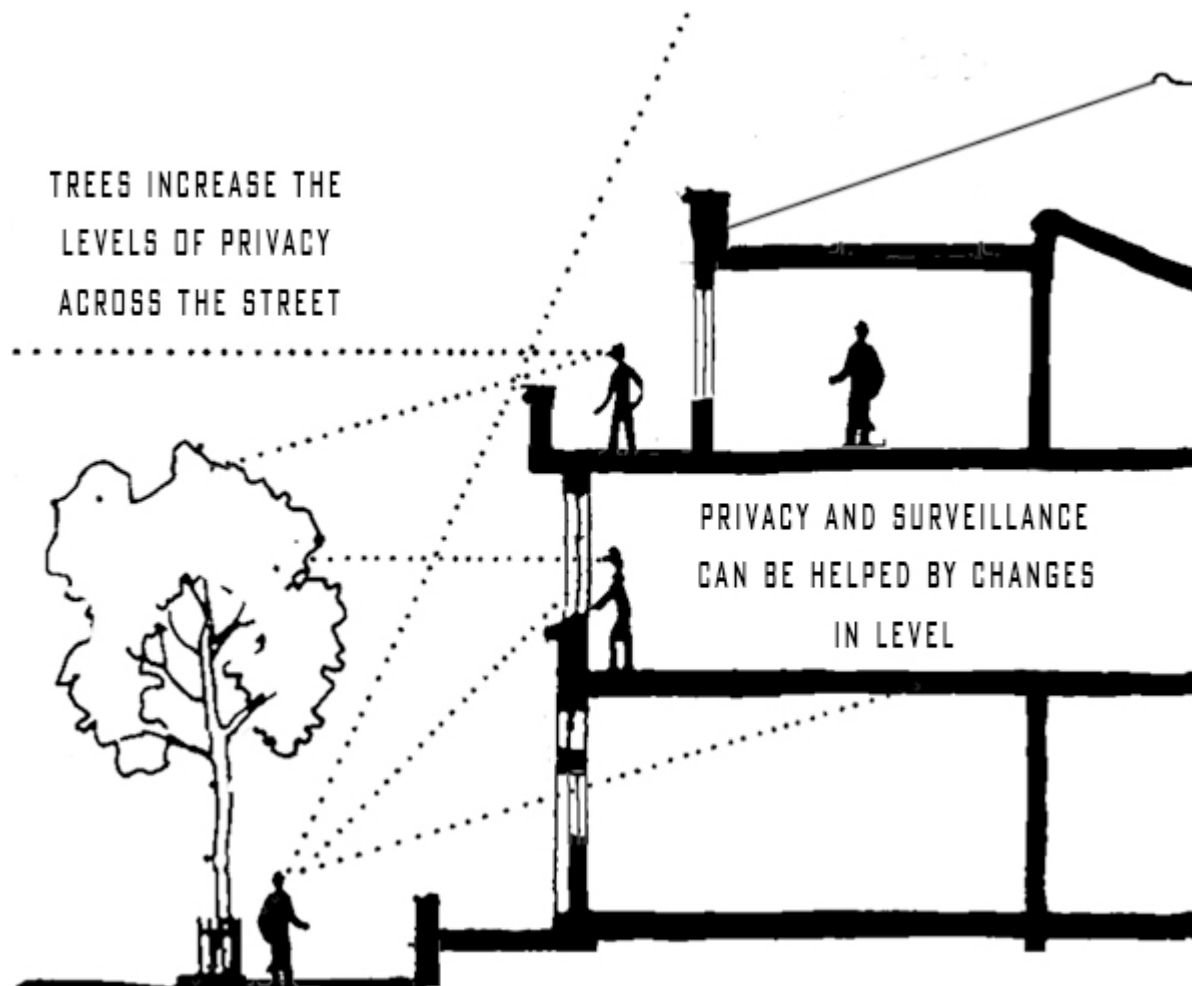 TREES INCREASE THE
LEVELS OF PRIVACY
ACROSS THE STREET
PRIVACY AND SURVEILLANCE
CAN BE HELPED BY CHANGES
IN LEVEL